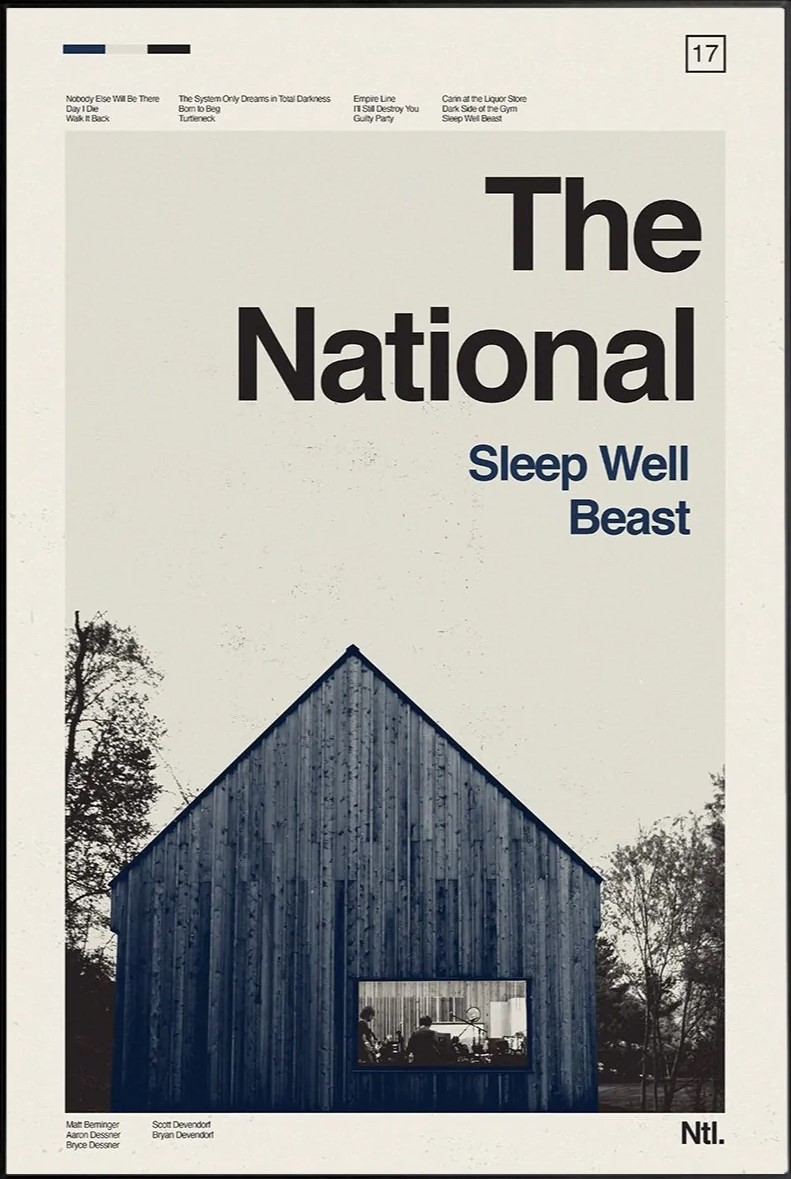 17
Nobody Else Will Be There
Day I Die
Walk It Back
The System Only Dreams in Total Darkness
Born to Beg
Turtleneck
Empire Line
I'll Still Destroy You
Guilty Party
Carin at the Liquor Store
Dark Side of the Gym
Sleep Well Beast
The
National
Sleep Well
Beast
Matt Berninger
Aaron Dessner
Bryce Dessner
Scott Devendorf
Bryan Devendorf
Ntl.